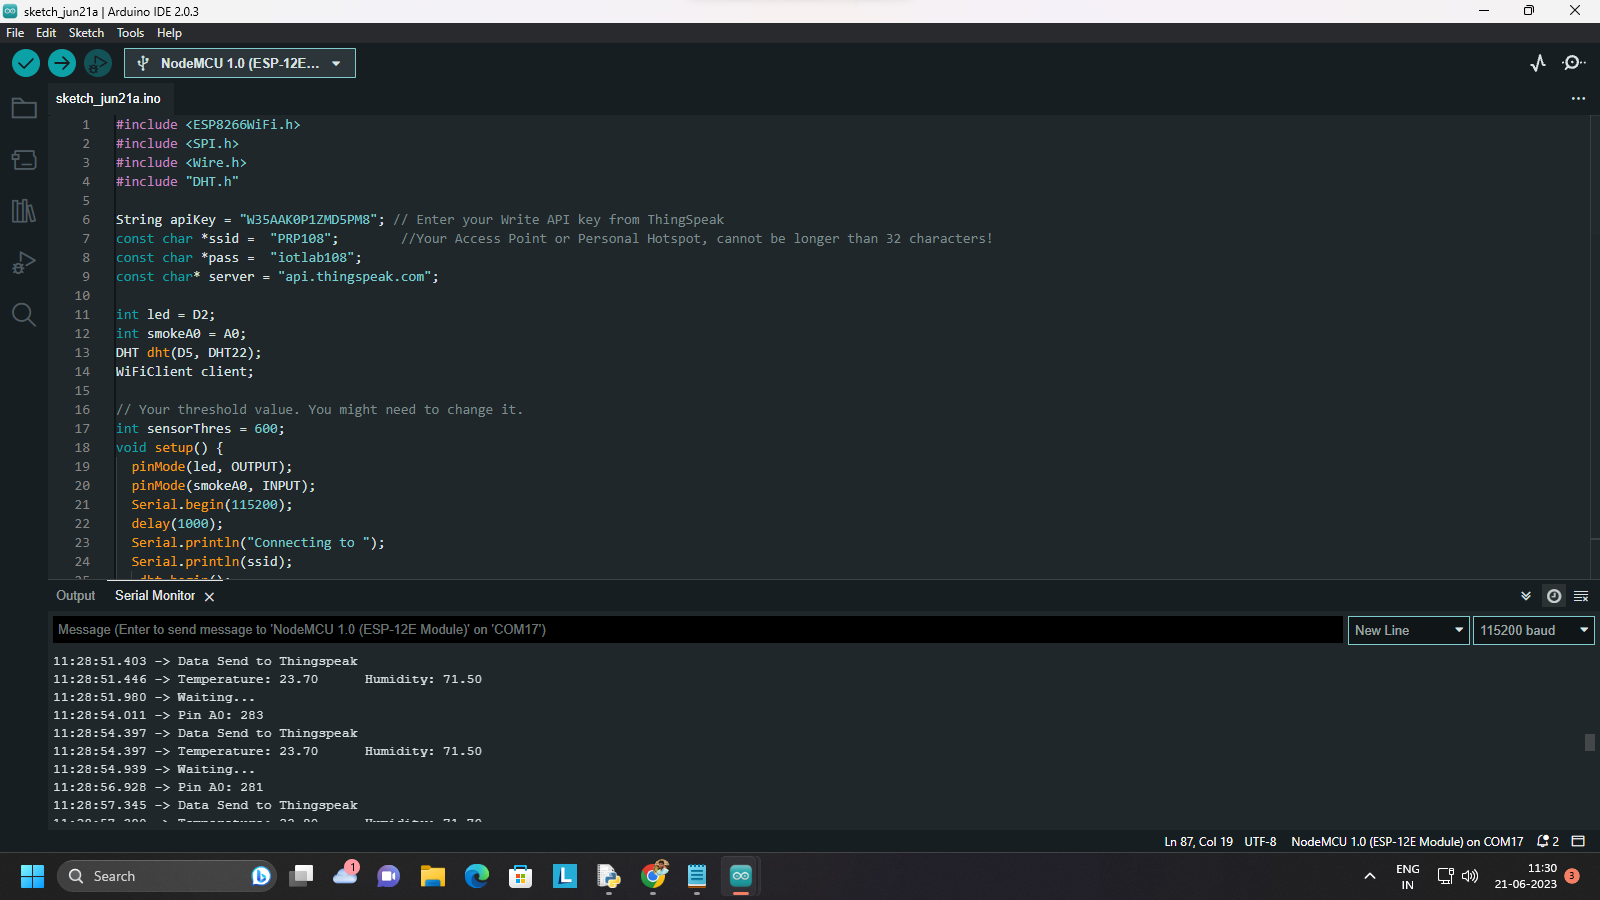 sketch_jun21a | Arduino IDE 2.0.3
File Edit Sketch Tools Help
NodeMCU 1.0 (ESP-12E...
sketch_jun21a.ino
1 #include <ESP8266WiFi.h>
2 #include <SPI.h>
3 #include <Wire.h>
4 #include "DHT.h"
5
6 String apiKey = "W35AAK0P1ZMD5PM8"; // Enter your Write API key from ThingSpeak
7 const char *ssid =  "PRP108";        //Your Access Point or Personal Hotspot, cannot be longer than 32 characters!
8 const char *pass =  "iotlab108";
9 const char* server = "api.thingspeak.com";
10
11 int led = D2;
12 int smokeA0 = A0;
13 DHT dht(D5, DHT22);
14 WiFiClient client;
15
16 // Your threshold value. You might need to change it.
17 int sensorThres = 600;
18 void setup() {
19   pinMode(led, OUTPUT);
20   pinMode(smokeA0, INPUT);
21   Serial.begin(115200);
22   delay(1000);
23   Serial.println("Connecting to ");
24   Serial.println(ssid);
25    dht.begin();
Output Serial Monitor
Message (Enter to send message to 'NodeMCU 1.0 (ESP-12E Module)' on 'COM17') New Line 115200 baud
11:28:51.403 -> Data Send to Thingspeak
11:28:51.446 -> Temperature: 23.70      Humidity: 71.50
11:28:51.980 -> Waiting...
11:28:54.011 -> Pin A0: 283
11:28:54.397 -> Data Send to Thingspeak
11:28:54.397 -> Temperature: 23.70      Humidity: 71.50
11:28:54.939 -> Waiting...
11:28:56.928 -> Pin A0: 281
11:28:57.345 -> Data Send to Thingspeak
Ln 87, Col 19 UTF-8 NodeMCU 1.0 (ESP-12E Module) on COM17 2
Search 1 L ENG 11:30
IN 21-06-2023 3